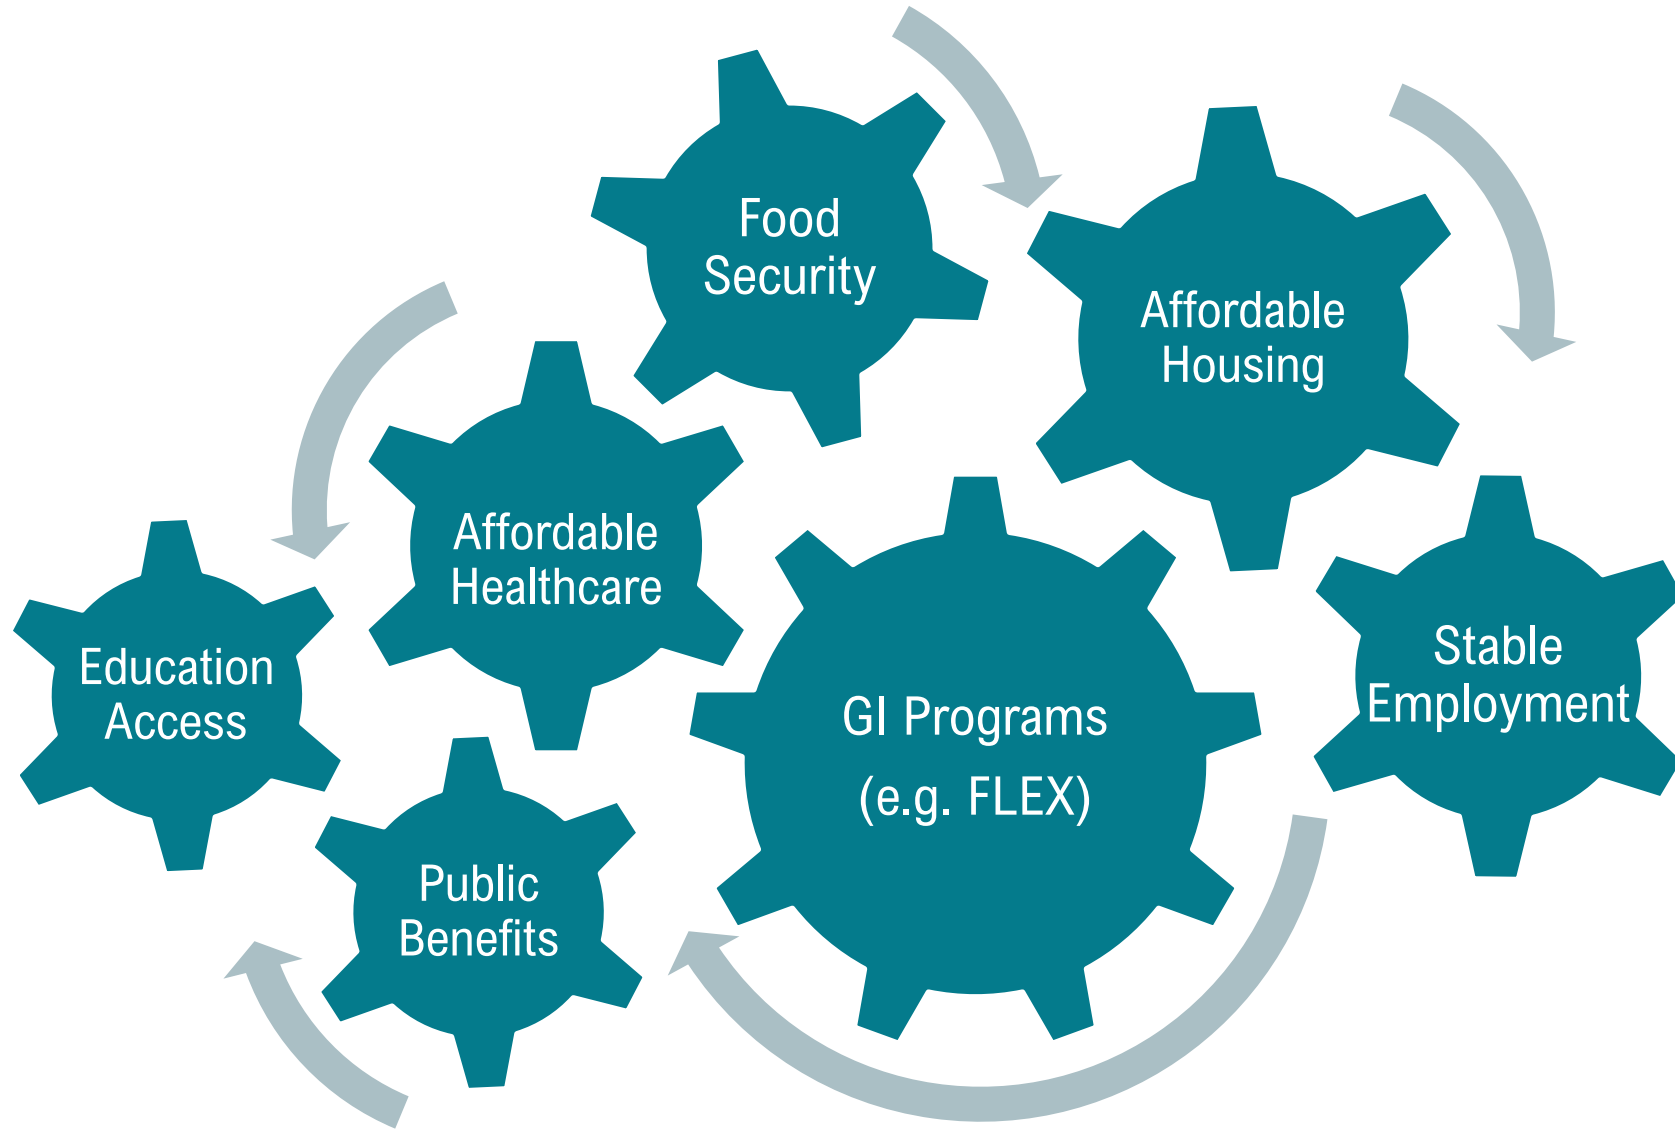 Food
Security
Affordable
Housing
Affordable
Healthcare
Education
Access
GI Programs
(e.g. FLEX)
Stable
Employment
Public
Benefits